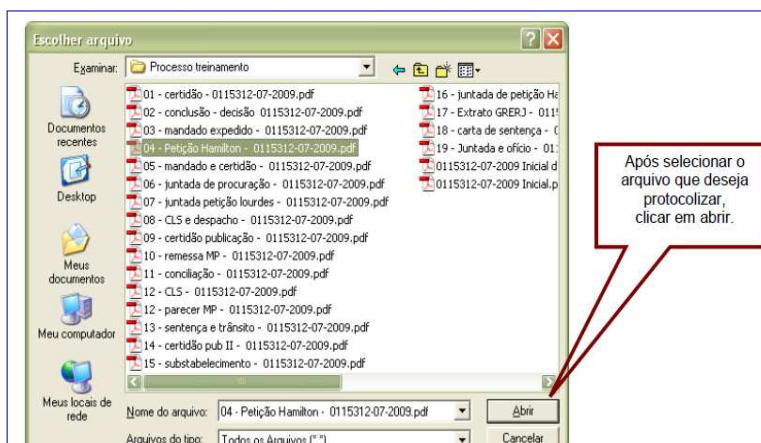 Escolher arquivo
Examinar:
Processo treinamento
01 - certidão - 0115312-07-2009.pdf
02 - conclusão - decisão 0115312-07-2009.pdf
03 - mandado expedido - 0115312-07-2009.pdf
04 - Petição Hamilton - 0115312-07-2009.pdf
05 - mandado e certidão - 0115312-07-2009.pdf
06 - juntada de procuração - 0115312-07-2009.pdf
07 - juntada petição lourdes - 0115312-07-2009.pdf
08 - CLS e despacho - 0115312-07-2009.pdf
09 - certidão publicação - 0115312-07-2009.pdf
10 - remessa MP - 0115312-07-2009.pdf
11 - conciliação - 0115312-07-2009.pdf
12 - CLS - 0115312-07-2009.pdf
12 - parecer MP - 0115312-07-2009.pdf
13 - sentença e trânsito - 0115312-07-2009.pdf
14 - certidão pub II - 0115312-07-2009.pdf
15 - substabelecimento - 0115312-07-2009.pdf
16 - juntada de petição Ha
17 - Extrato GRERJ - 011
18 - carta de sentença - 
19 - Juntada e ofício - 01
0115312-07-2009 Inicial d
0115312-07-2009 Inicial.p
Documentos
recentes
Desktop
Meus
documentos
Meu computador
Meus locais de
rede
Nome do arquivo:
04 - Petição Hamilton - 0115312-07-2009.pdf
Abrir
Arquivos do tipo:
Todos os Arquivos (*.*)
Cancelar
Após selecionar o
arquivo que deseja
protocolizar,
clicar em abrir.